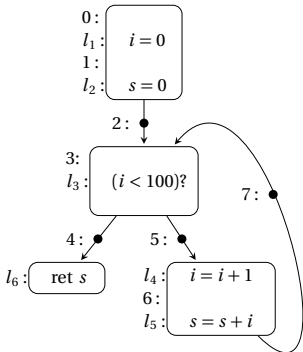 0:
l₁: i = 0
1:
l₂: s = 0
2:
3:
l₃: (i < 100)?
7:
4: 5:
l₆: ret s
l₄: i = i + 1
6:
l₅: s = s + i